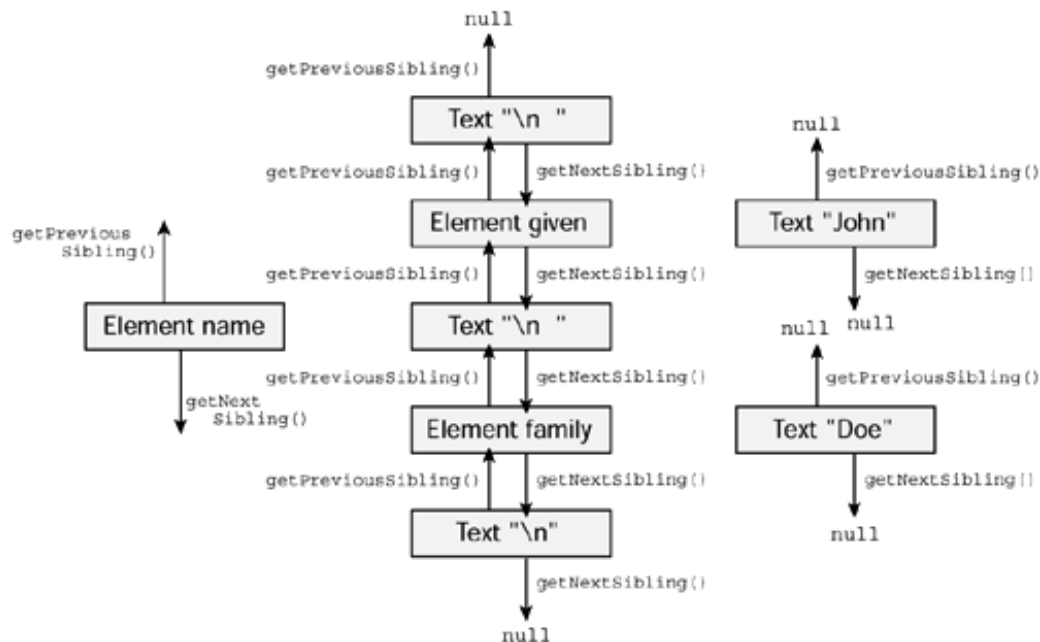 null
getPreviousSibling()
Text "\n  "
getPreviousSibling()
getNextSibling()
null
getPreviousSibling()
Element given
Text "John"
getPrevious
Sibling()
getPreviousSibling()
getNextSibling()
getNextSibling()
Element name
Text "\n  "
null
null
getPreviousSibling()
getNextSibling()
getPreviousSibling()
getNext
Sibling()
Element family
Text "Doe"
getPreviousSibling()
getNextSibling()
getNextSibling()
Text "\n"
null
getNextSibling()
null